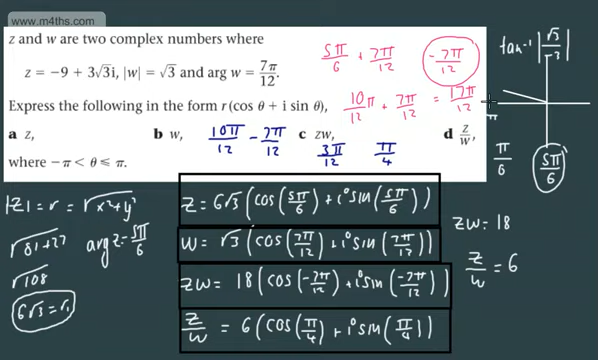 z and w are two complex numbers where
z = −9 + 3√3i, |w| = √3 and arg w = 7π/12.
Express the following in the form r(cos θ + i sin θ),
a z, b w, c zw, d z/w,
where −π < θ ≤ π.
5π/6 + 7π/12
-7π/12
10π/12 + 7π/12 = 17π/12
10π/12 − 7π/12
3π/12 π/4
tan⁻¹ |√3/-3|
π
π/6 5π/6
|z| = r = √x²+y²
√81+27 arg z = 5π/6
√108
6√3 = r₁
z = 6√3 (cos(5π/6) + i sin(5π/6))
w = √3 (cos(7π/12) + i sin(7π/12))
zw = 18 (cos(-7π/12) + i sin(-7π/12))
z/w = 6 (cos(π/4) + i sin(π/4))
zw = 18
z/w = 6
© www.m4ths.com